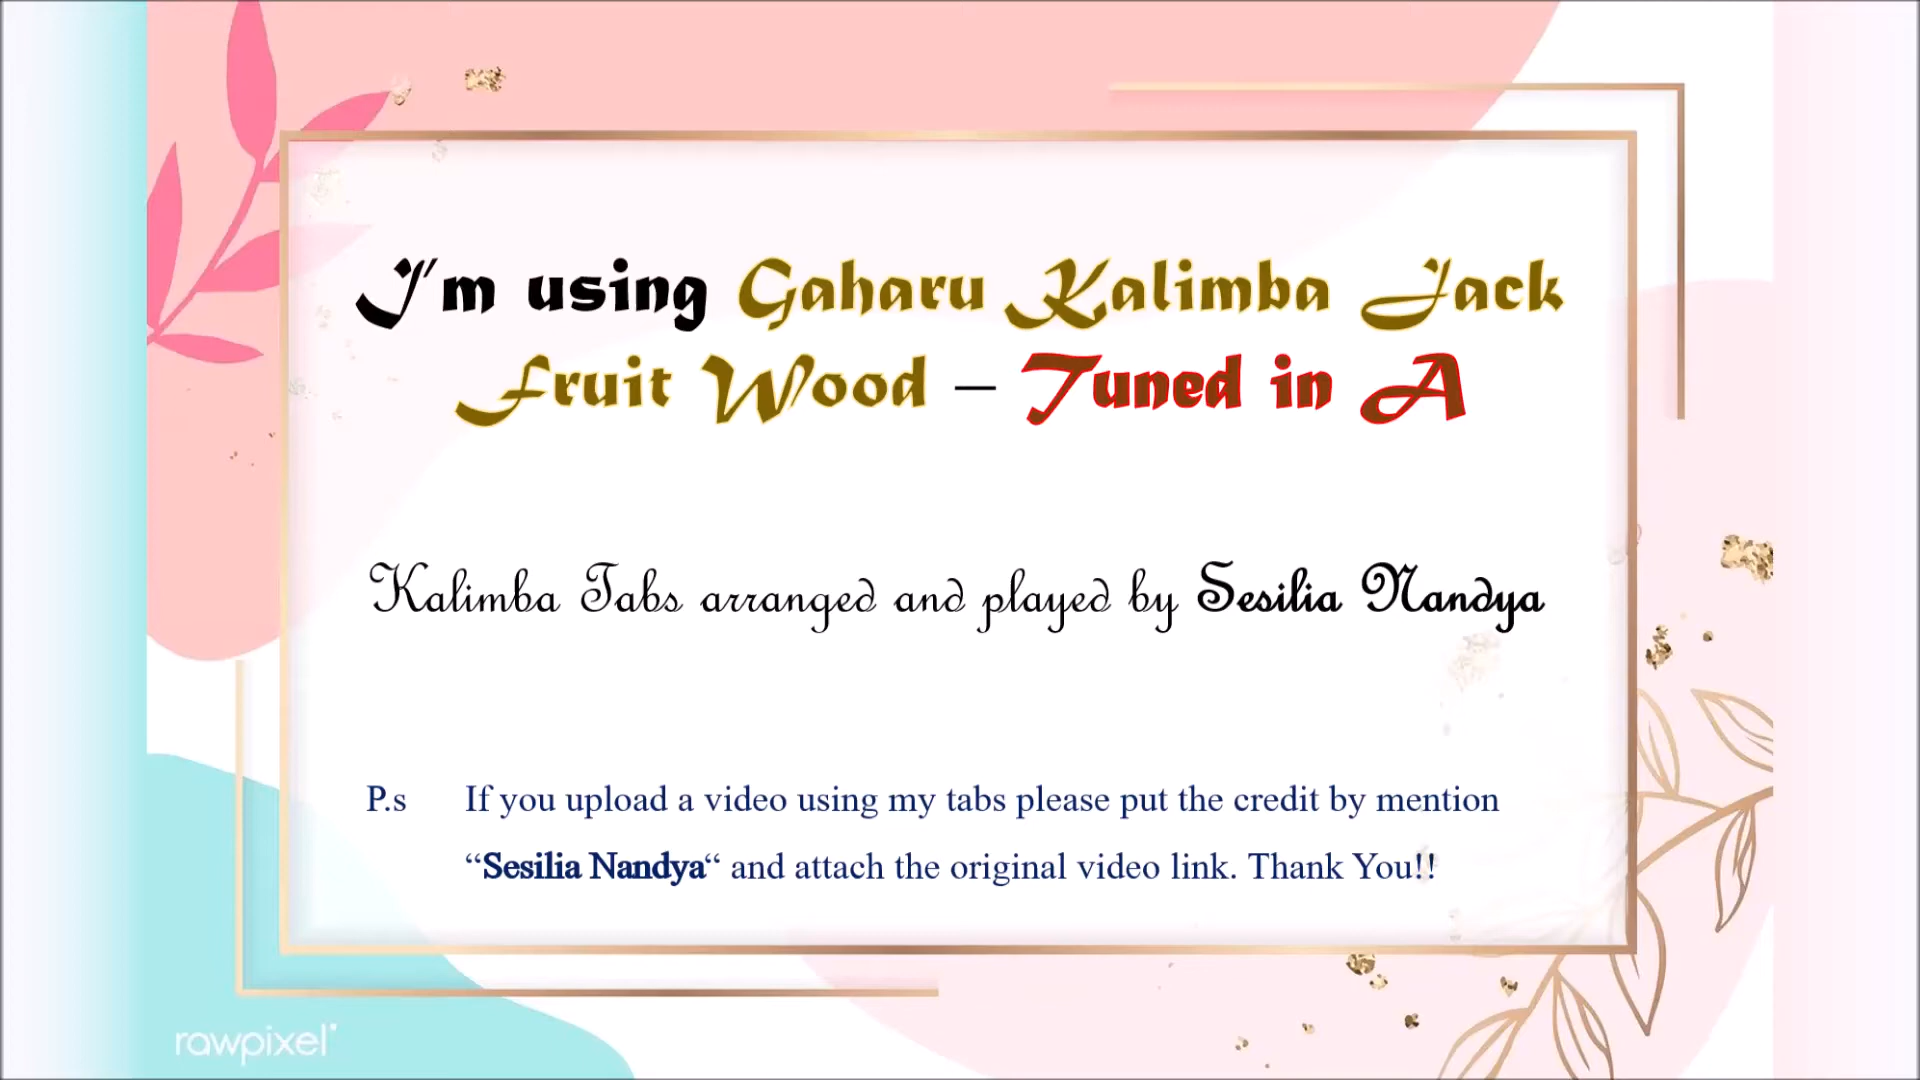 I'm using Gaharu Kalimba Jack
Fruit Wood – Tuned in A
Kalimba Tabs arranged and played by Sesilia Nandya
P.s If you upload a video using my tabs please put the credit by mention
“Sesilia Nandya“ and attach the original video link. Thank You!!
rawpixel